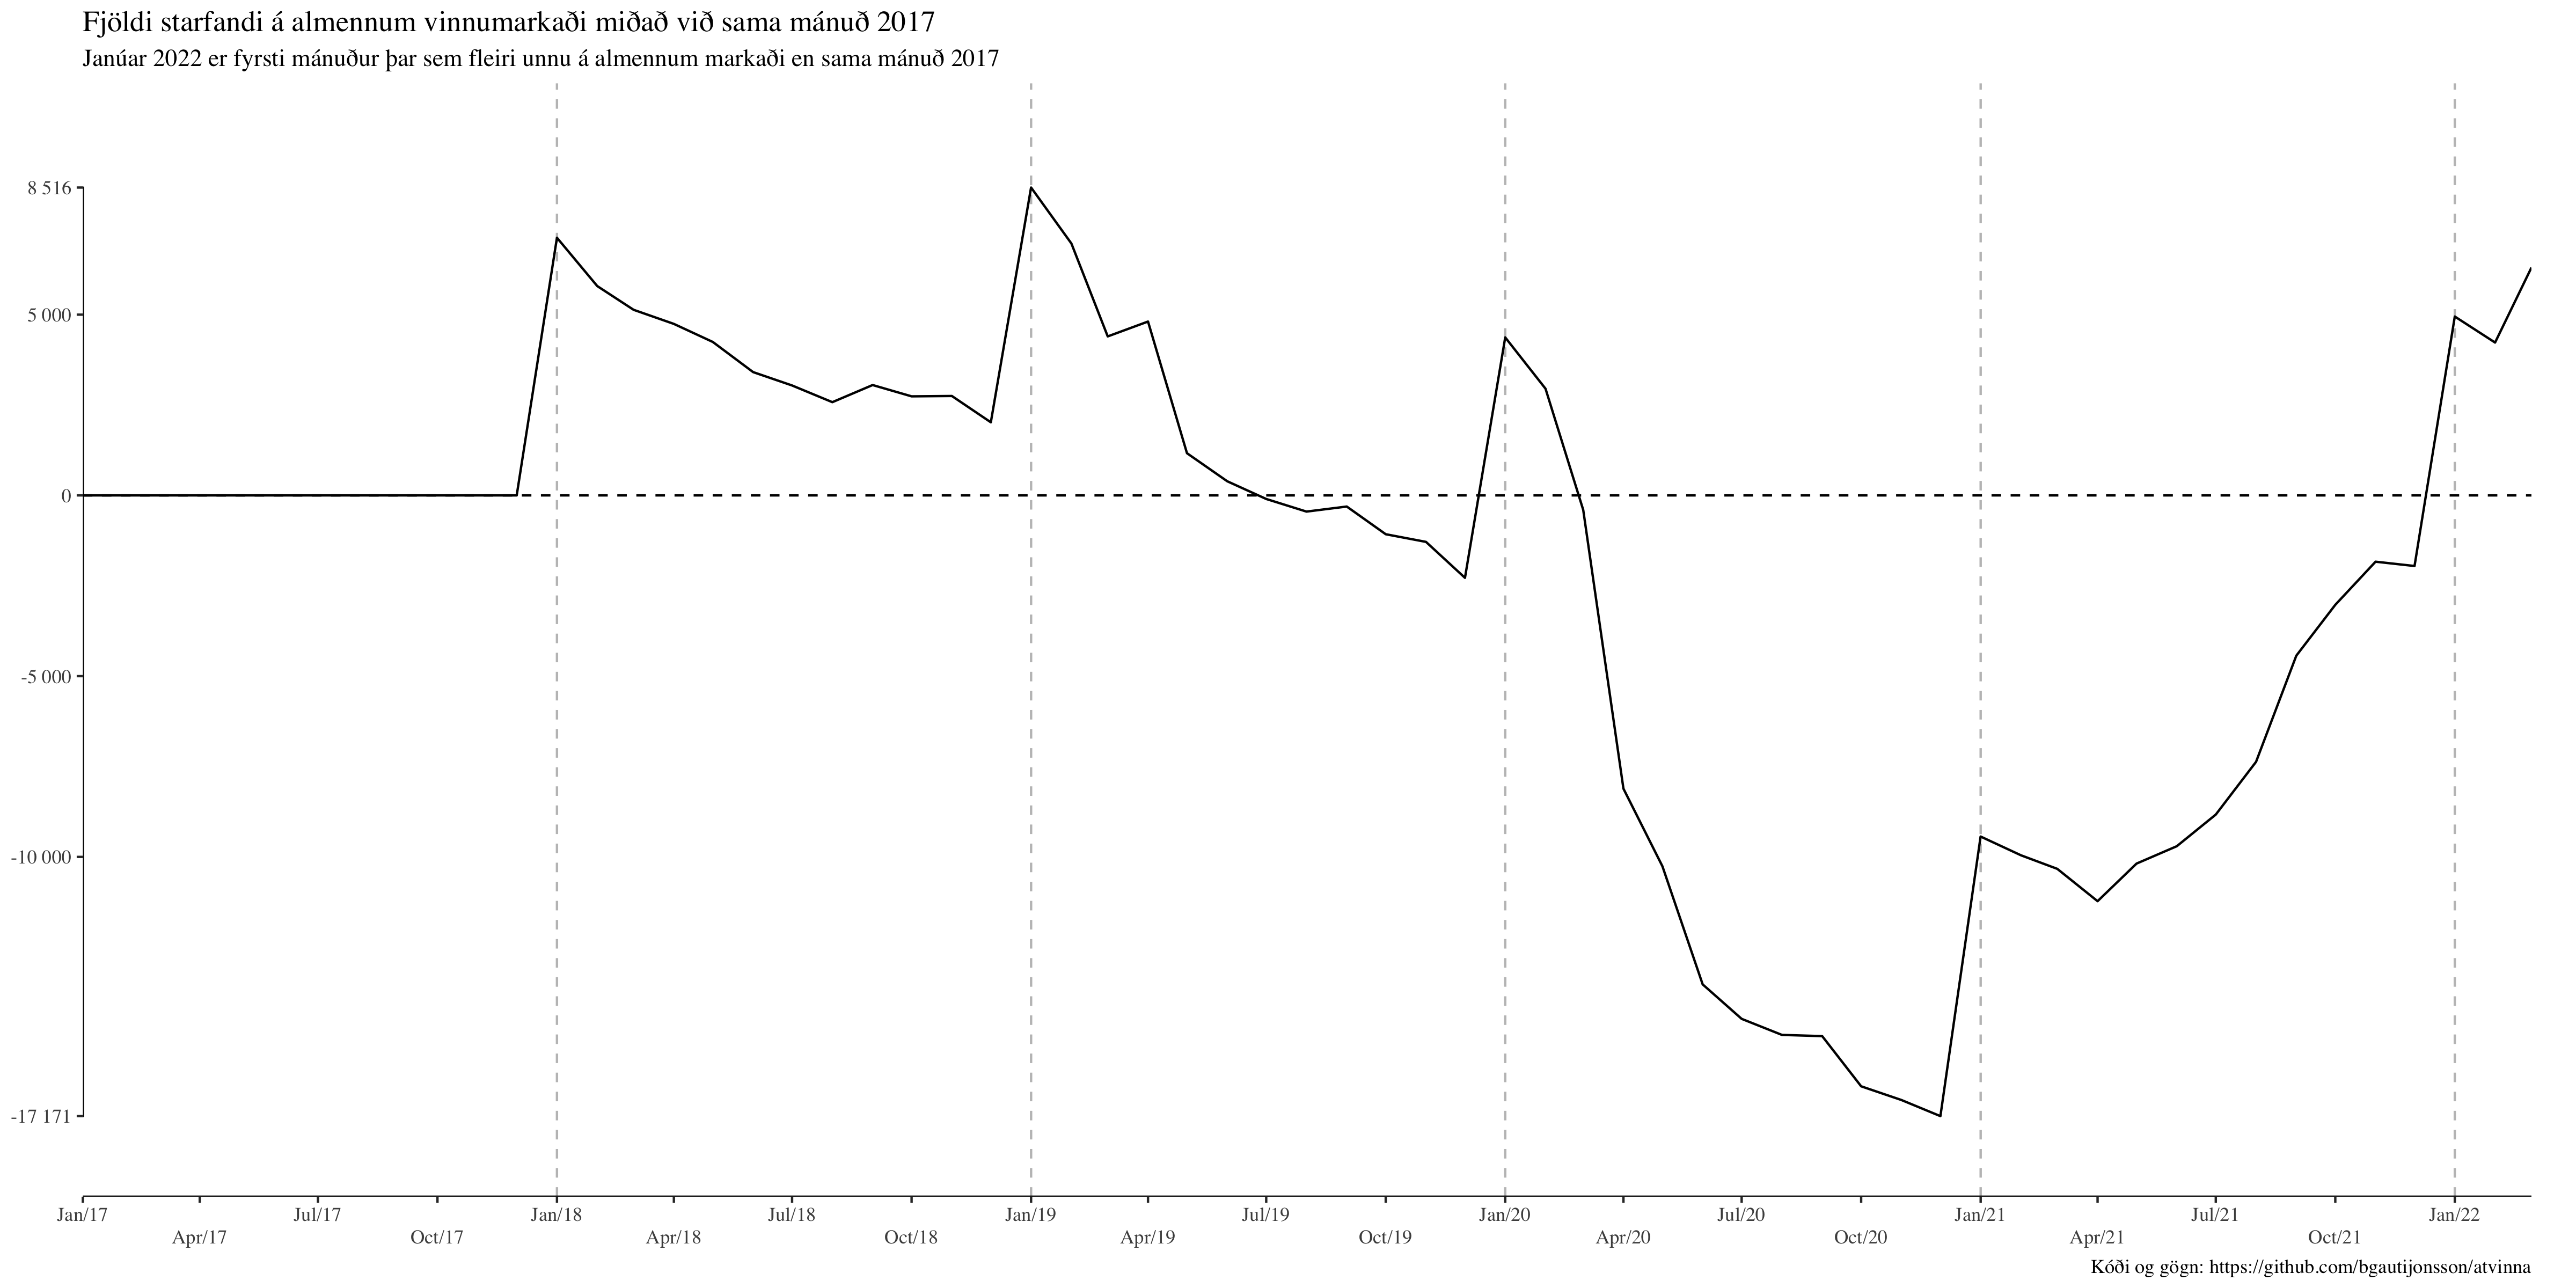 Fjöldi starfandi á almennum vinnumarkaði miðað við sama mánuð 2017
Janúar 2022 er fyrsti mánuður þar sem fleiri unnu á almennum markaði en sama mánuð 2017
8 516
5 000
0
-5 000
-10 000
-17 171
Jan/17 Jul/17 Jan/18 Jul/18 Jan/19 Jul/19 Jan/20 Jul/20 Jan/21 Jul/21 Jan/22
Apr/17 Oct/17 Apr/18 Oct/18 Apr/19 Oct/19 Apr/20 Oct/20 Apr/21 Oct/21
Kóði og gögn: https://github.com/bgautijonsson/atvinna